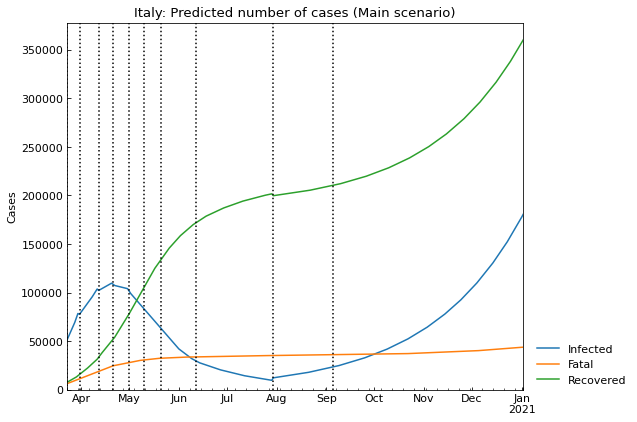 Italy: Predicted number of cases (Main scenario)
350000
300000
250000
200000
150000
100000
50000
0
Cases
Apr May Jun Jul Aug Sep Oct Nov Dec Jan
2021
Infected
Fatal
Recovered